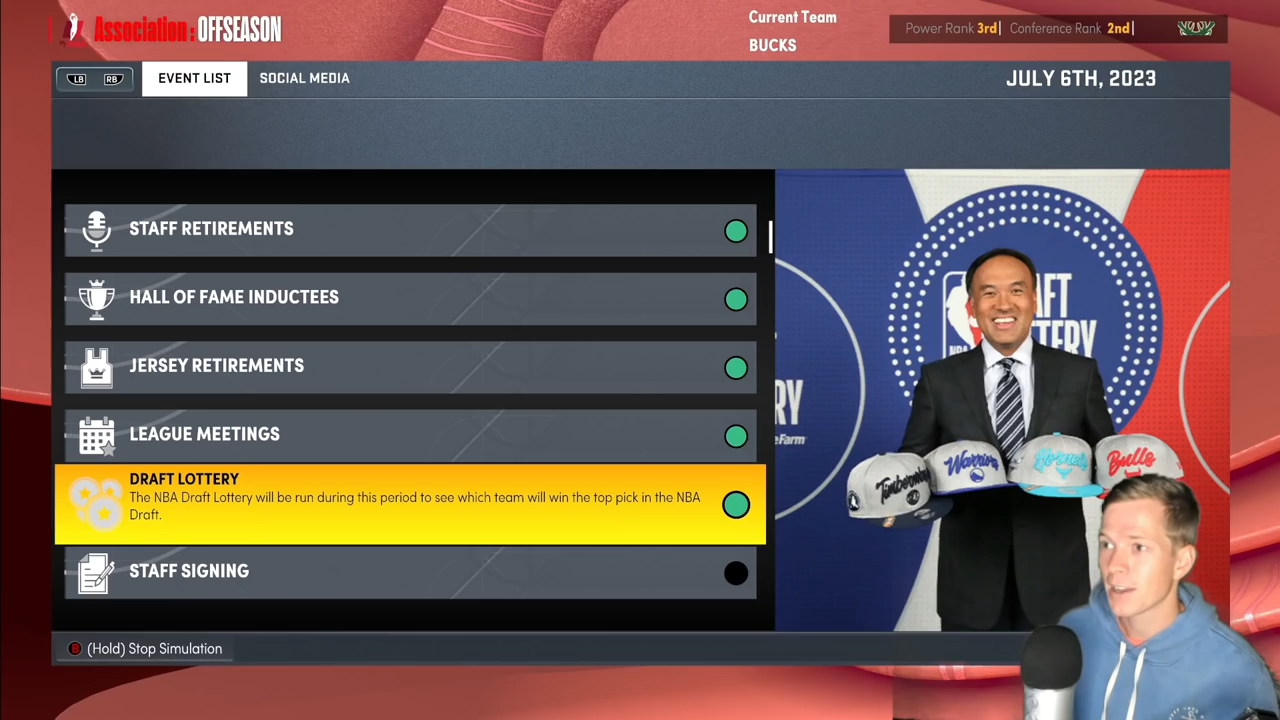 Association: OFFSEASON
Current Team
BUCKS
Power Rank 3rd| Conference Rank 2nd|
LB RB EVENT LIST SOCIAL MEDIA
JULY 6TH, 2023
STAFF RETIREMENTS
HALL OF FAME INDUCTEES
JERSEY RETIREMENTS
LEAGUE MEETINGS
DRAFT LOTTERY
The NBA Draft Lottery will be run during this period to see which team will win the top pick in the NBA
Draft.
STAFF SIGNING
B (Hold) Stop Simulation
Warriors
Hornets
Bulls